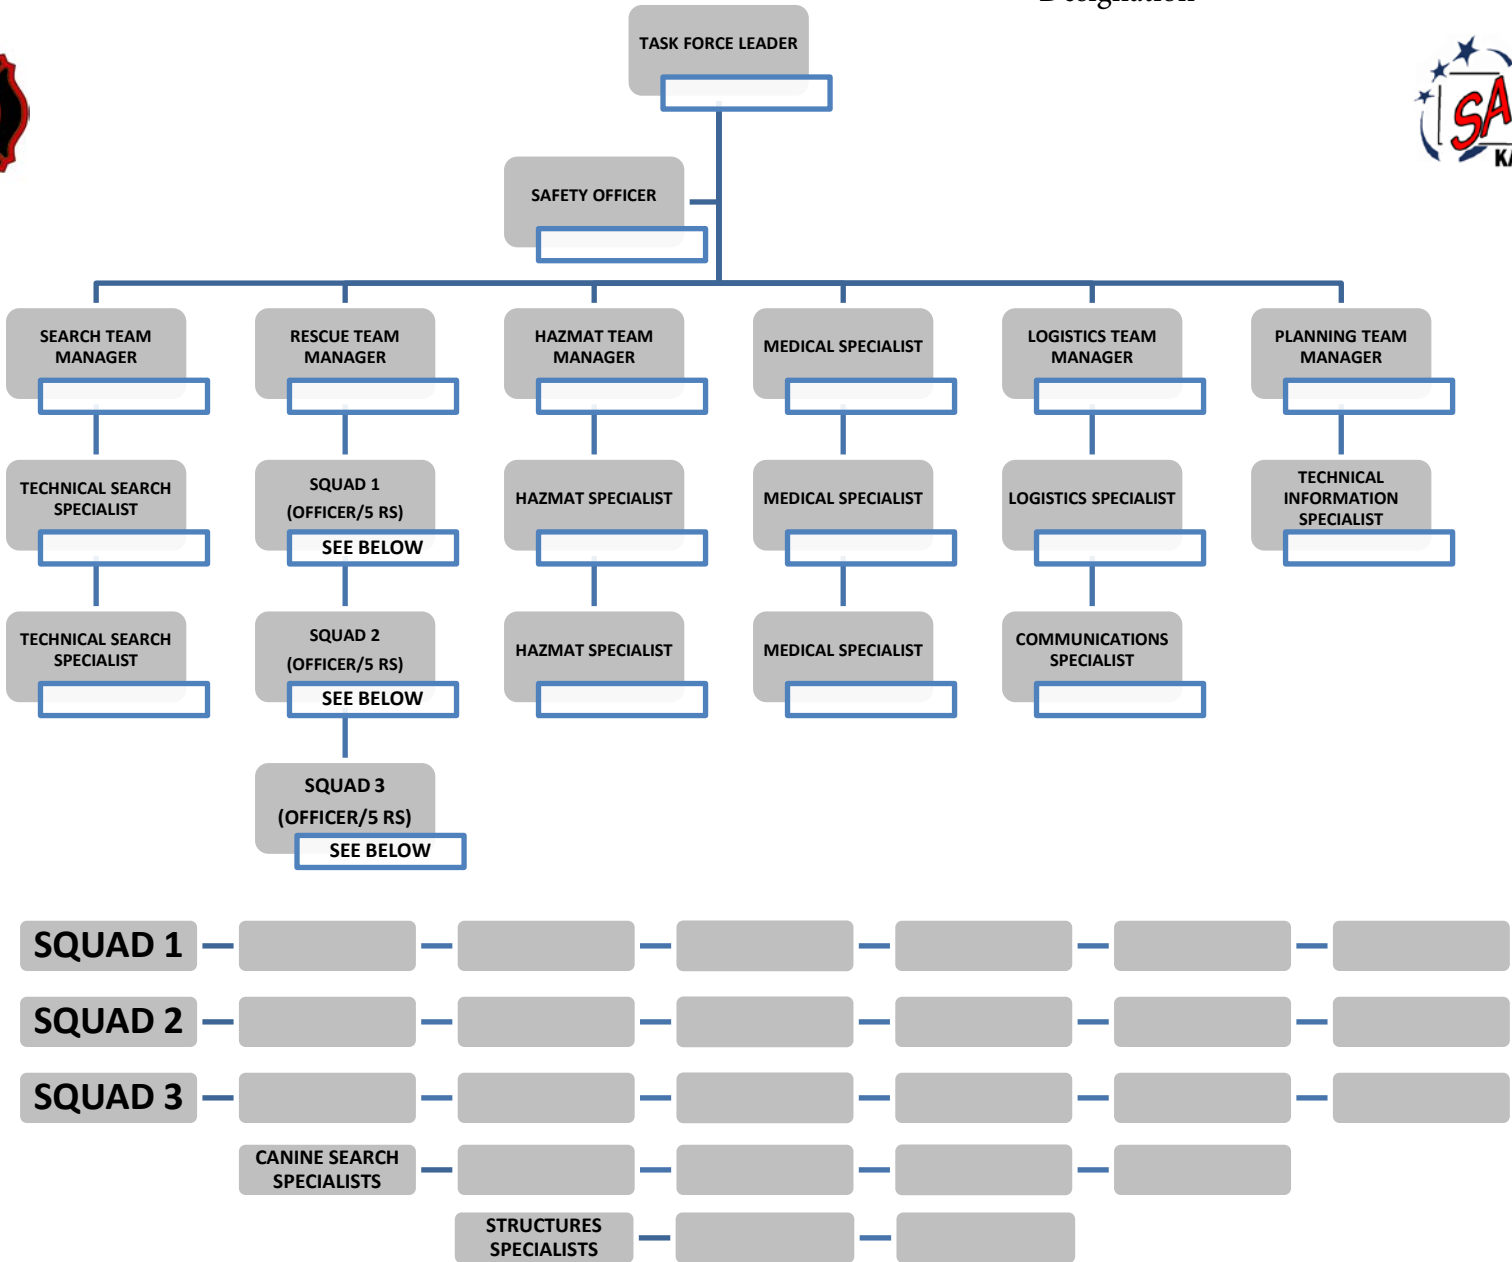 Designation
TASK FORCE LEADER
SAFETY OFFICER
SEARCH TEAM
MANAGER
RESCUE TEAM
MANAGER
HAZMAT TEAM
MANAGER
MEDICAL SPECIALIST
LOGISTICS TEAM
MANAGER
PLANNING TEAM
MANAGER
TECHNICAL SEARCH
SPECIALIST
SQUAD 1
(OFFICER/5 RS)
SEE BELOW
HAZMAT SPECIALIST
MEDICAL SPECIALIST
LOGISTICS SPECIALIST
TECHNICAL
INFORMATION
SPECIALIST
TECHNICAL SEARCH
SPECIALIST
SQUAD 2
(OFFICER/5 RS)
SEE BELOW
HAZMAT SPECIALIST
MEDICAL SPECIALIST
COMMUNICATIONS
SPECIALIST
SQUAD 3
(OFFICER/5 RS)
SEE BELOW
SQUAD 1
SQUAD 2
SQUAD 3
CANINE SEARCH
SPECIALISTS
STRUCTURES
SPECIALISTS